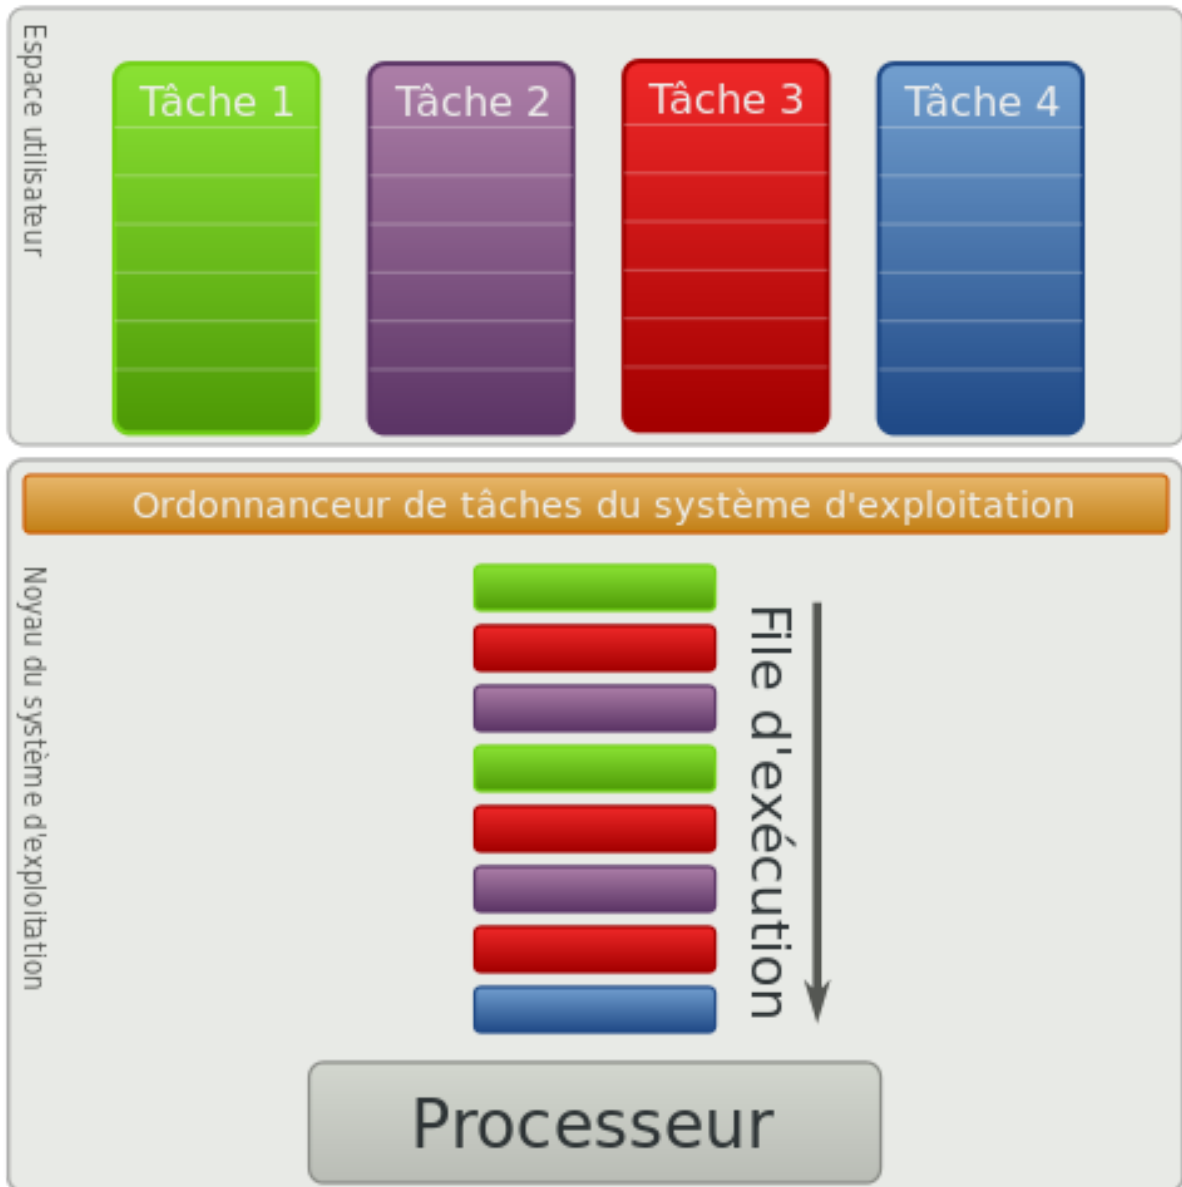 Espace utilisateur
Tâche 1
Tâche 2
Tâche 3
Tâche 4
Ordonnanceur de tâches du système d'exploitation
Noyau du système d'exploitation
File d'exécution
Processeur